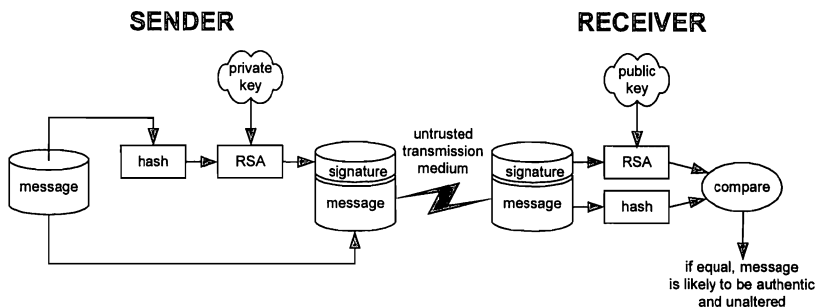 SENDER
RECEIVER
private
key
public
key
message
hash
RSA
signature
message
untrusted
transmission
medium
signature
message
RSA
hash
compare
if equal, message
is likely to be authentic
and unaltered